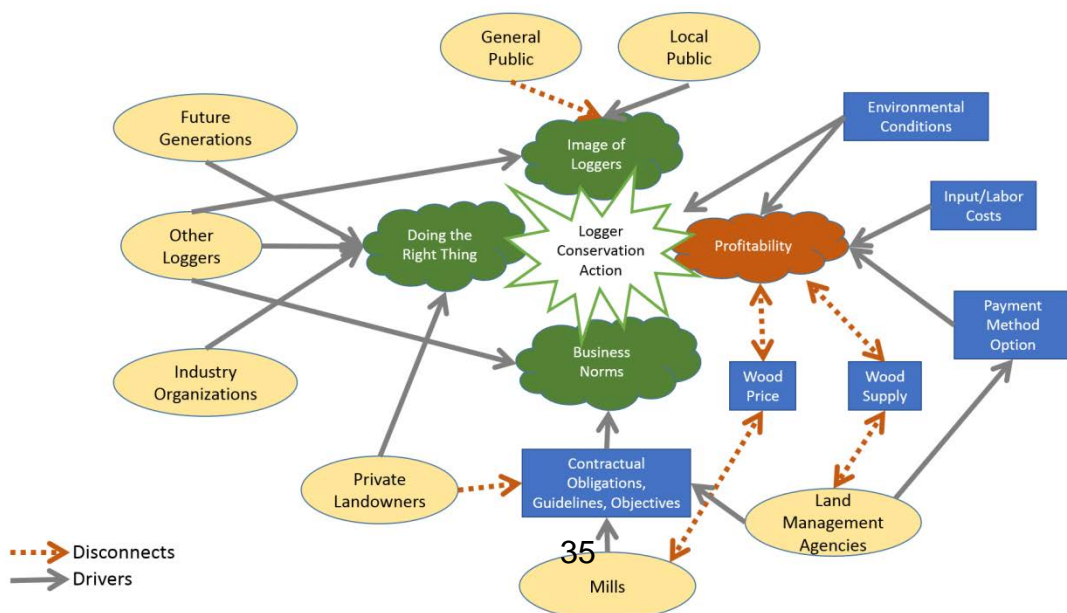 General
Public
Local
Public
Future
Generations
Environmental
Conditions
Image of
Loggers
Input/Labor
Costs
Other
Loggers
Doing the
Right Thing
Logger
Conservation
Action
Profitability
Payment
Method
Option
Industry
Organizations
Business
Norms
Wood
Price
Wood
Supply
Private
Landowners
Contractual
Obligations,
Guidelines, Objectives
Land
Management
Agencies
Disconnects
Drivers
35
Mills